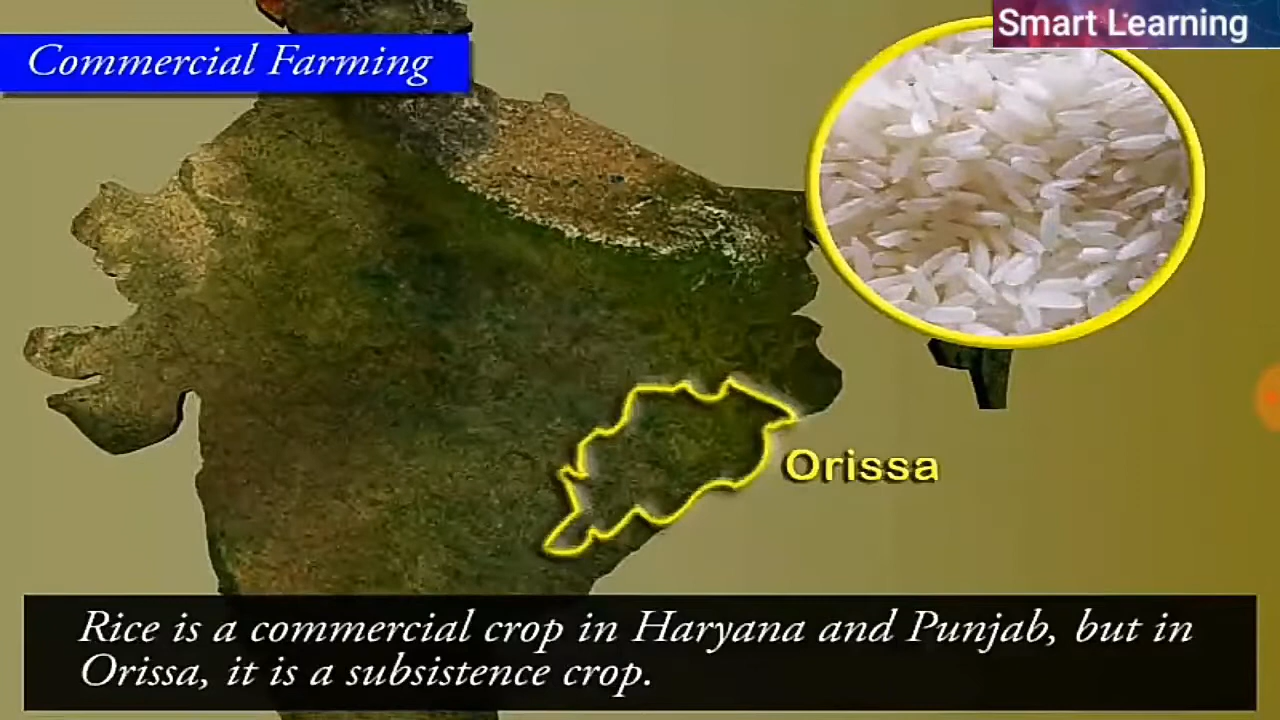 Smart Learning
Commercial Farming
Orissa
Rice is a commercial crop in Haryana and Punjab, but in
Orissa, it is a subsistence crop.